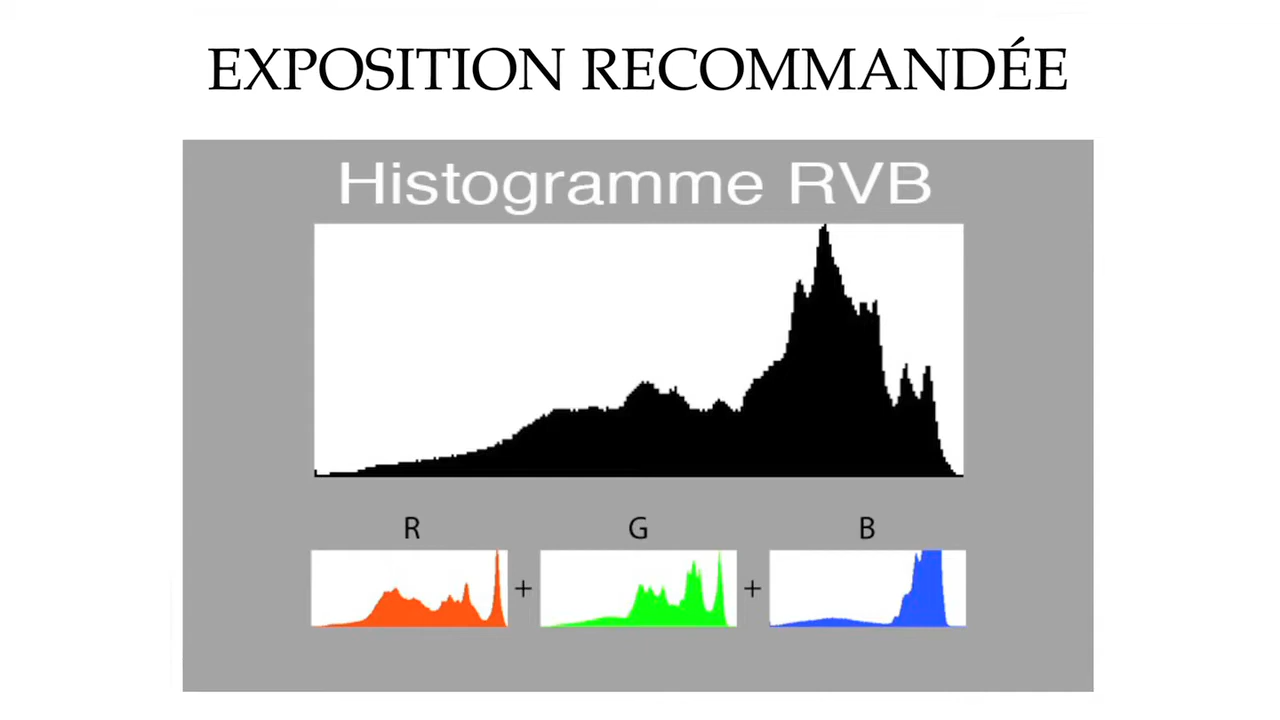 EXPOSITION RECOMMANDÉE
Histogramme RVB
R G B
+ +